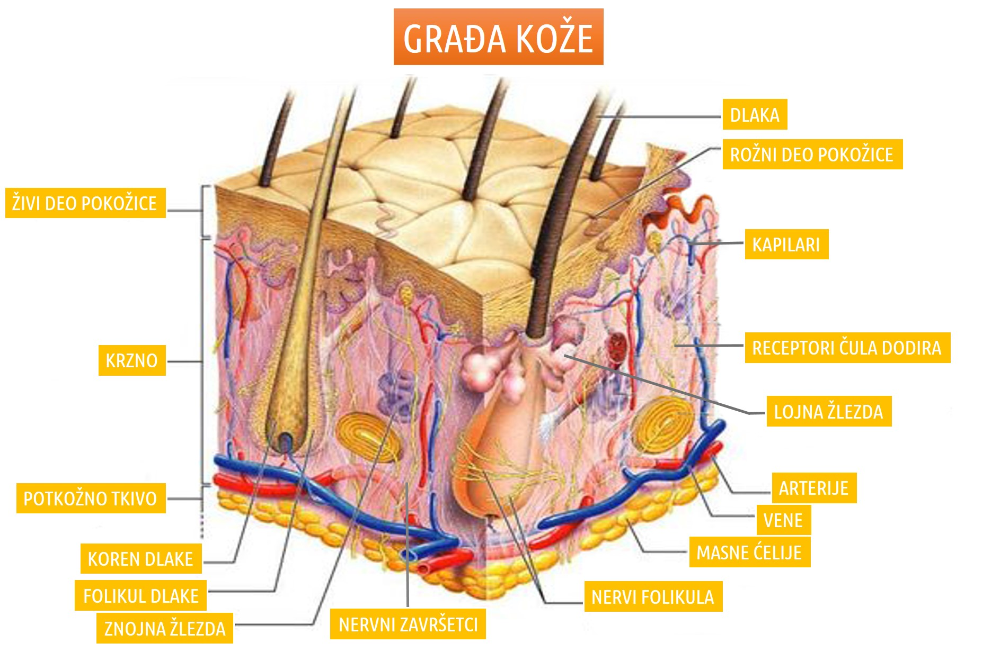 GRAĐA KOŽE
DLAKA
ROŽNI DEO POKOŽICE
ŽIVI DEO POKOŽICE
KAPILARI
KRZNO
RECEPTORI ČULA DODIRA
LOJNA ŽLEZDA
POTKOŽNO TKIVO
ARTERIJE
VENE
MASNE ĆELIJE
KOREN DLAKE
FOLIKUL DLAKE
NERVI FOLIKULA
ZNOJNA ŽLEZDA
NERVNI ZAVRŠETCI